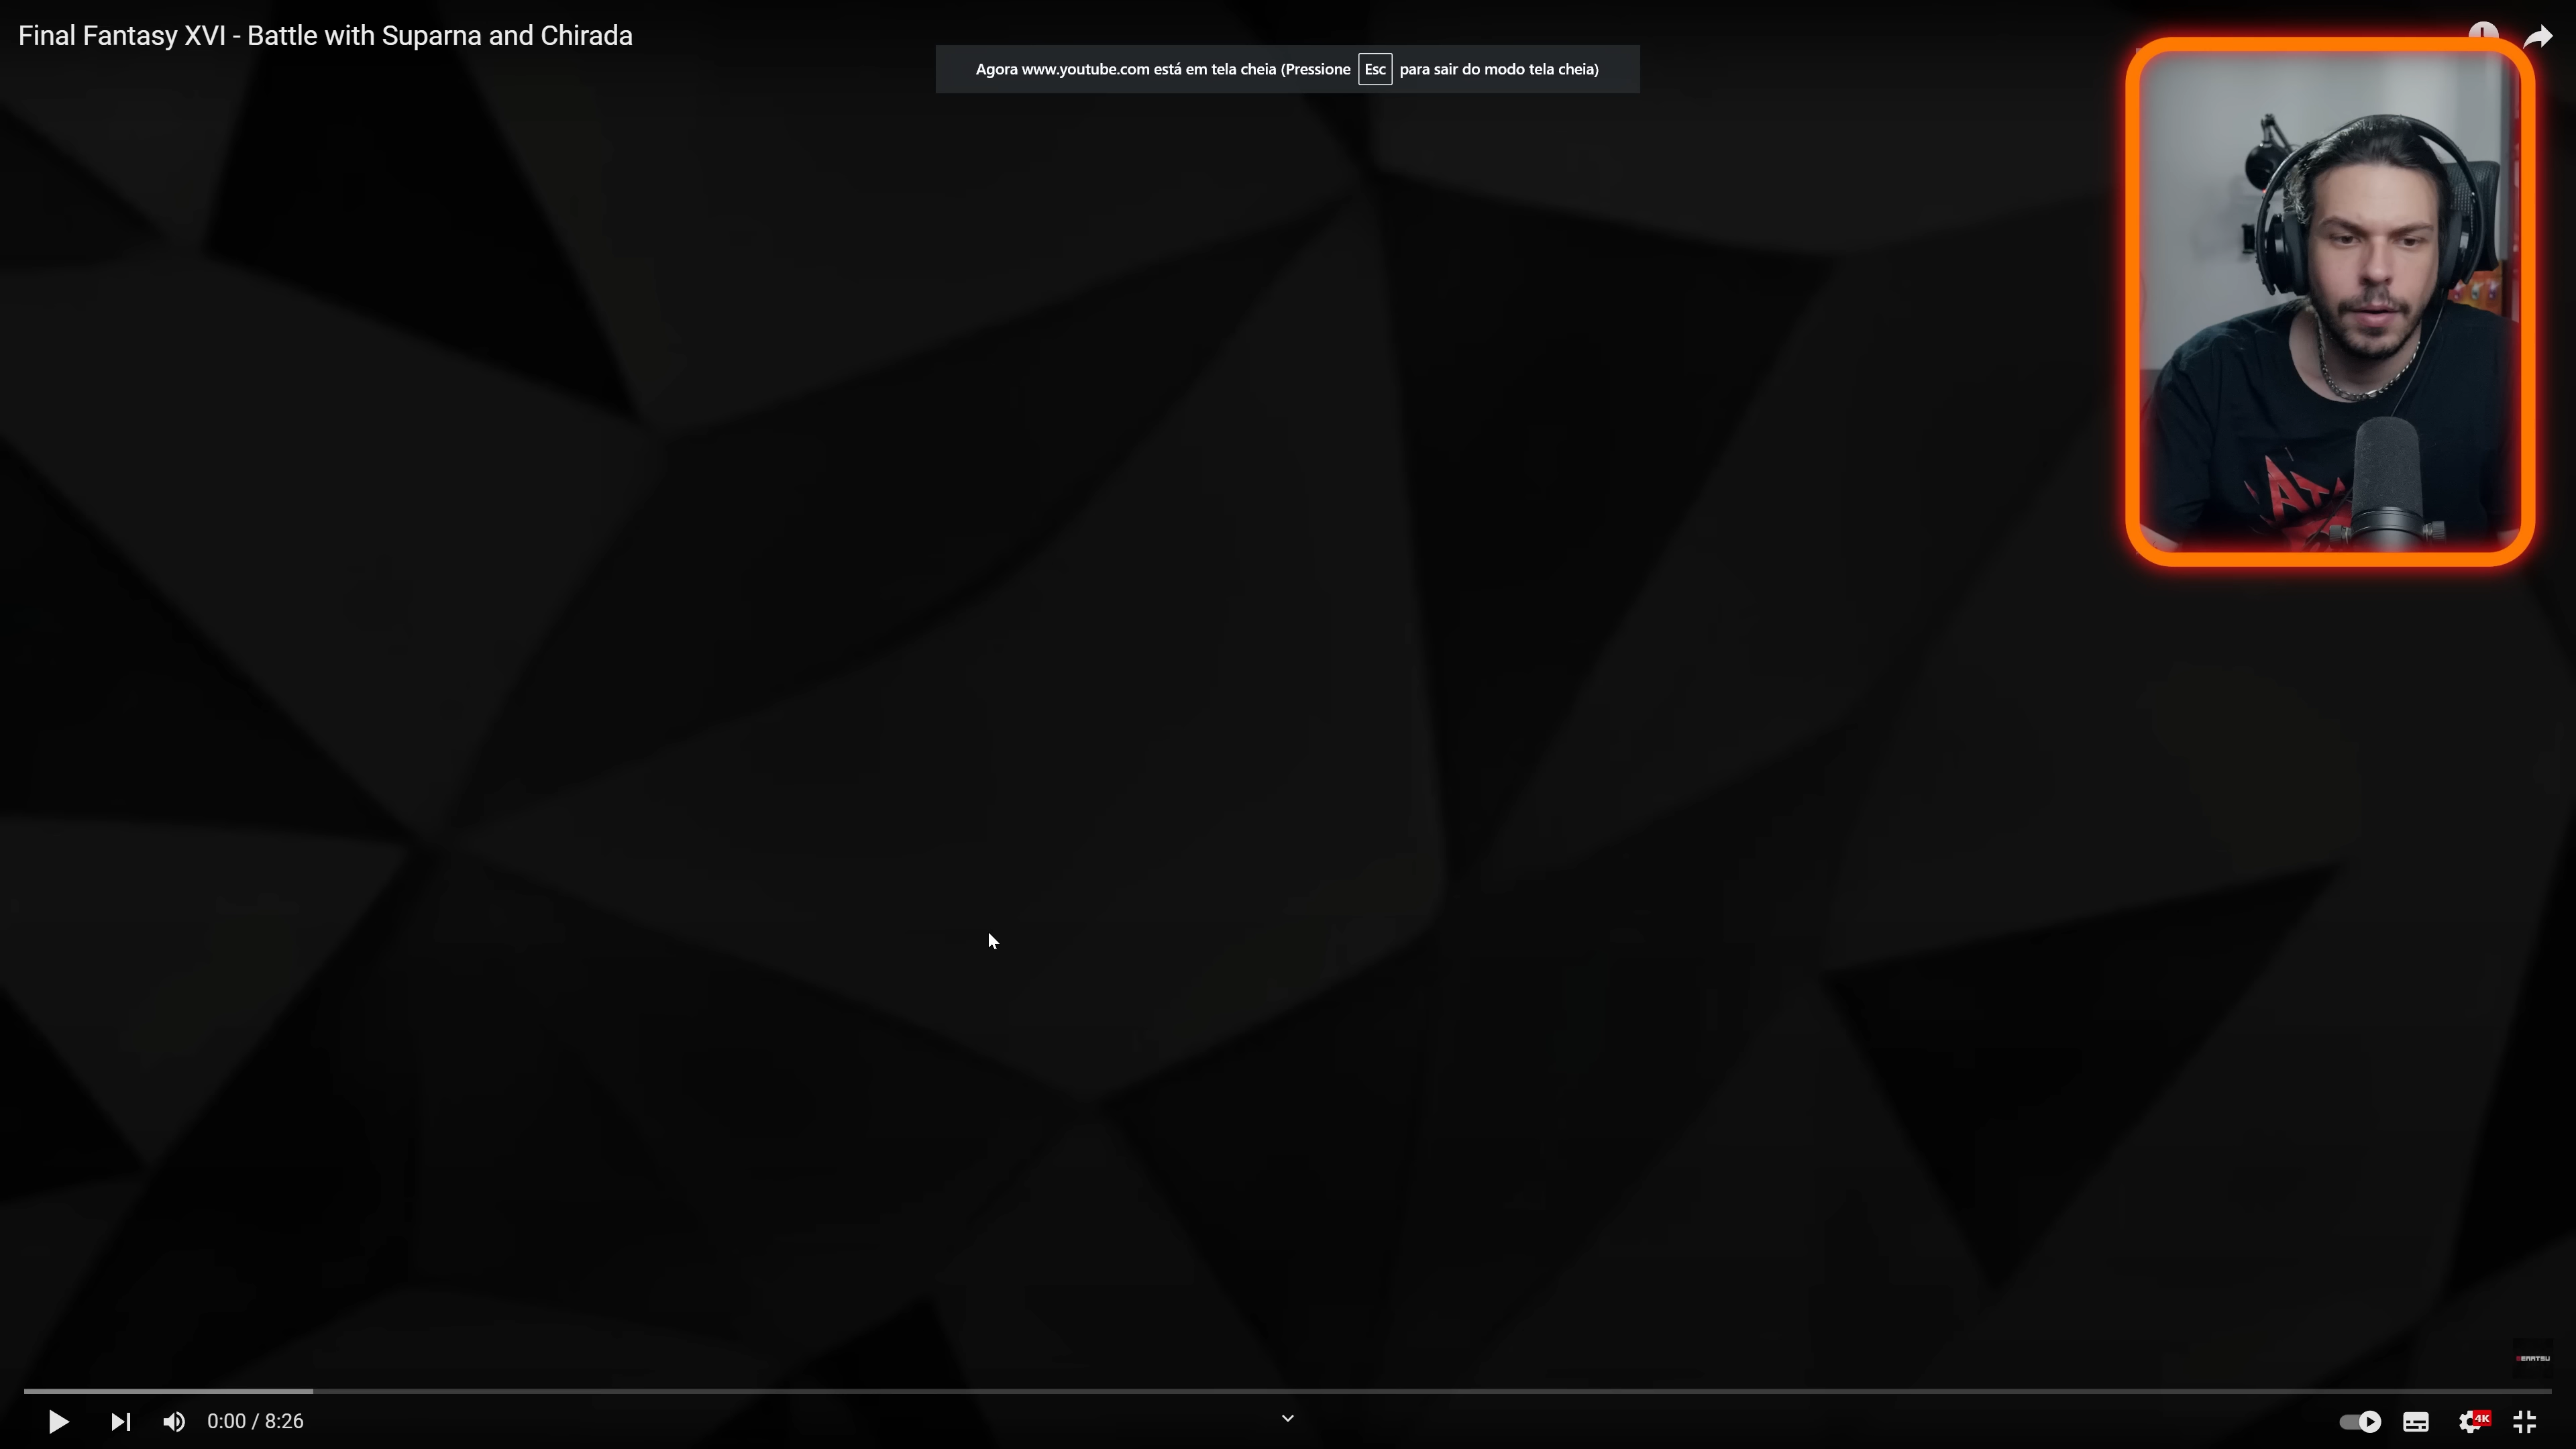 Final Fantasy XVI - Battle with Suparna and Chirada
Agora www.youtube.com está em tela cheia (Pressione Esc para sair do modo tela cheia)
0:00 / 8:26
4K